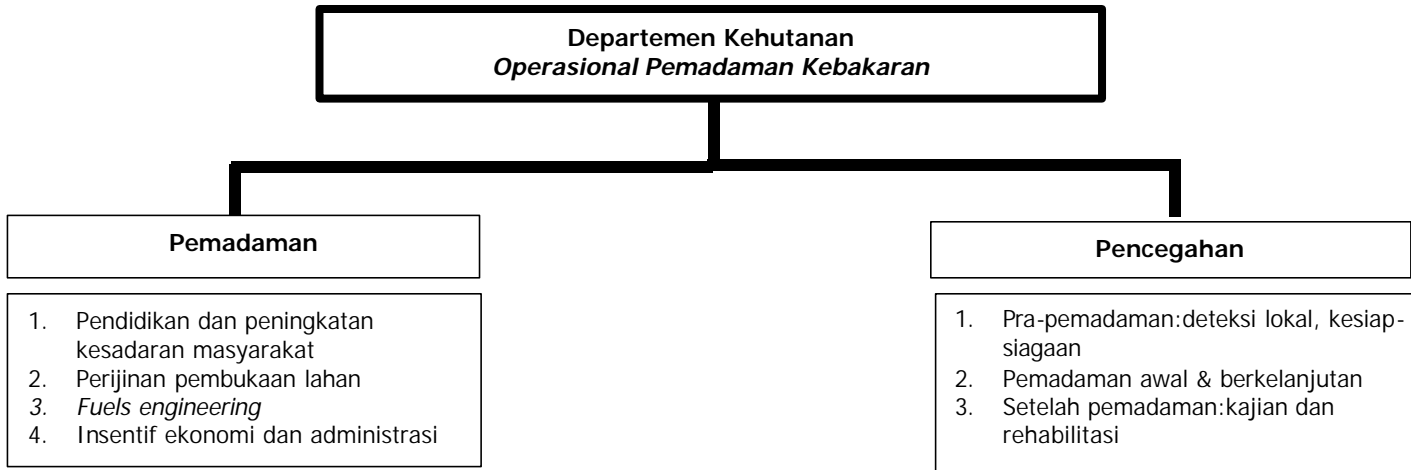 Departemen Kehutanan
Operasional Pemadaman Kebakaran
Pemadaman
1. Pendidikan dan peningkatan
kesadaran masyarakat
2. Perijinan pembukaan lahan
3. Fuels engineering
4. Insentif ekonomi dan administrasi
Pencegahan
1. Pra-pemadaman:deteksi lokal, kesiap-
siagaan
2. Pemadaman awal & berkelanjutan
3. Setelah pemadaman:kajian dan
rehabilitasi